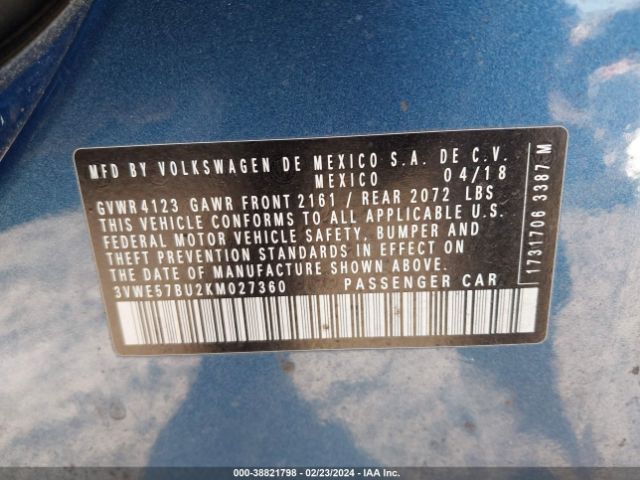 MFD BY VOLKSWAGEN DE MEXICO S.A. DE C.V.
MEXICO 04/18
GVWR 4123 GAWR FRONT 2161 / REAR 2072 LBS
THIS VEHICLE CONFORMS TO ALL APPLICABLE U.S.
FEDERAL MOTOR VEHICLE SAFETY, BUMPER AND
THEFT PREVENTION STANDARDS IN EFFECT ON
THE DATE OF MANUFACTURE SHOWN ABOVE.
3VWE57BU2KM027360 PASSENGER CAR
1731706 3387 M
000-38821798 - 02/23/2024 - IAA Inc.